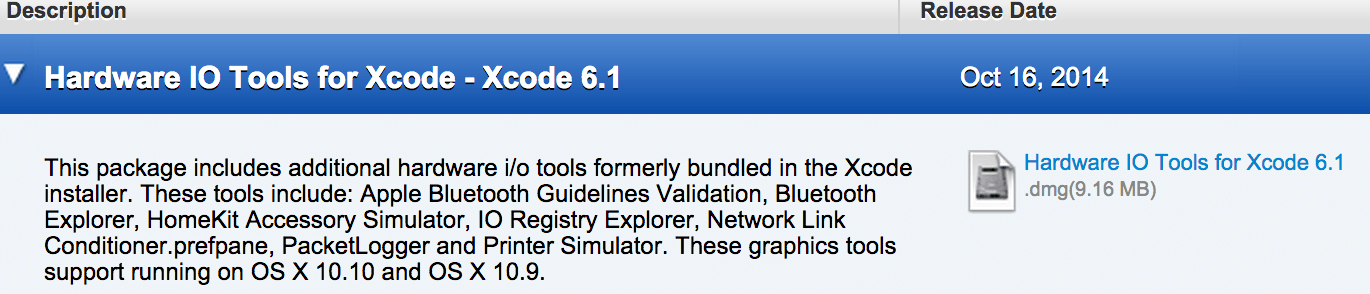 Description
Release Date
Hardware IO Tools for Xcode - Xcode 6.1
Oct 16, 2014
This package includes additional hardware i/o tools formerly bundled in the Xcode
installer. These tools include: Apple Bluetooth Guidelines Validation, Bluetooth
Explorer, HomeKit Accessory Simulator, IO Registry Explorer, Network Link
Conditioner.prefpane, PacketLogger and Printer Simulator. These graphics tools
support running on OS X 10.10 and OS X 10.9.
Hardware IO Tools for Xcode 6.1
.dmg(9.16 MB)